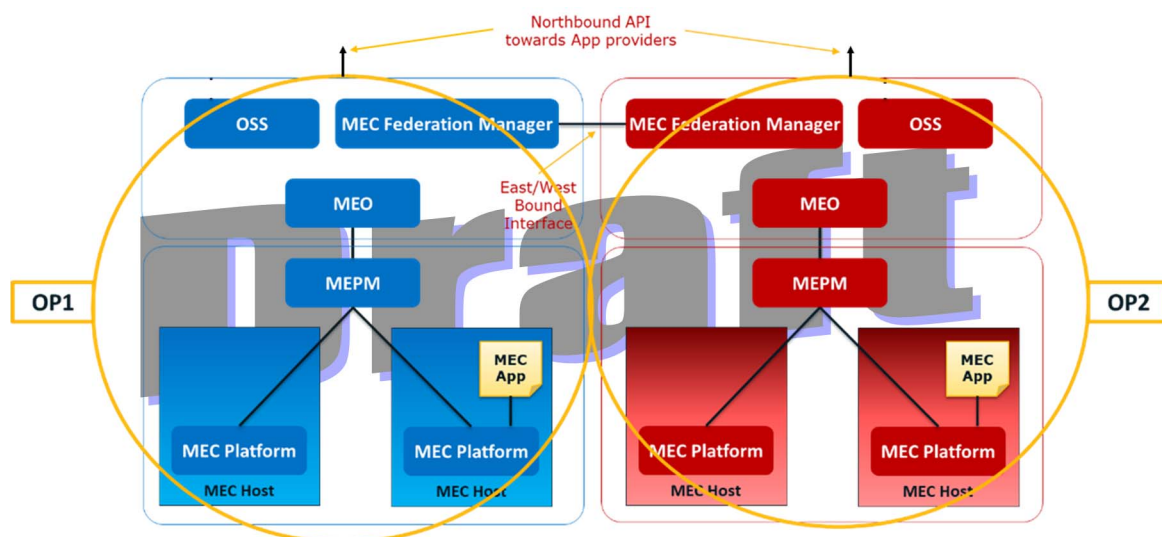 Northbound API
towards App providers
OSS
MEC Federation Manager
MEC Federation Manager
OSS
East/West
Bound
Interface
MEO
MEO
MEPM
MEPM
OP1
OP2
MEC
App
MEC
App
MEC Platform
MEC Platform
MEC Platform
MEC Platform
MEC Host
MEC Host
MEC Host
MEC Host
Draft